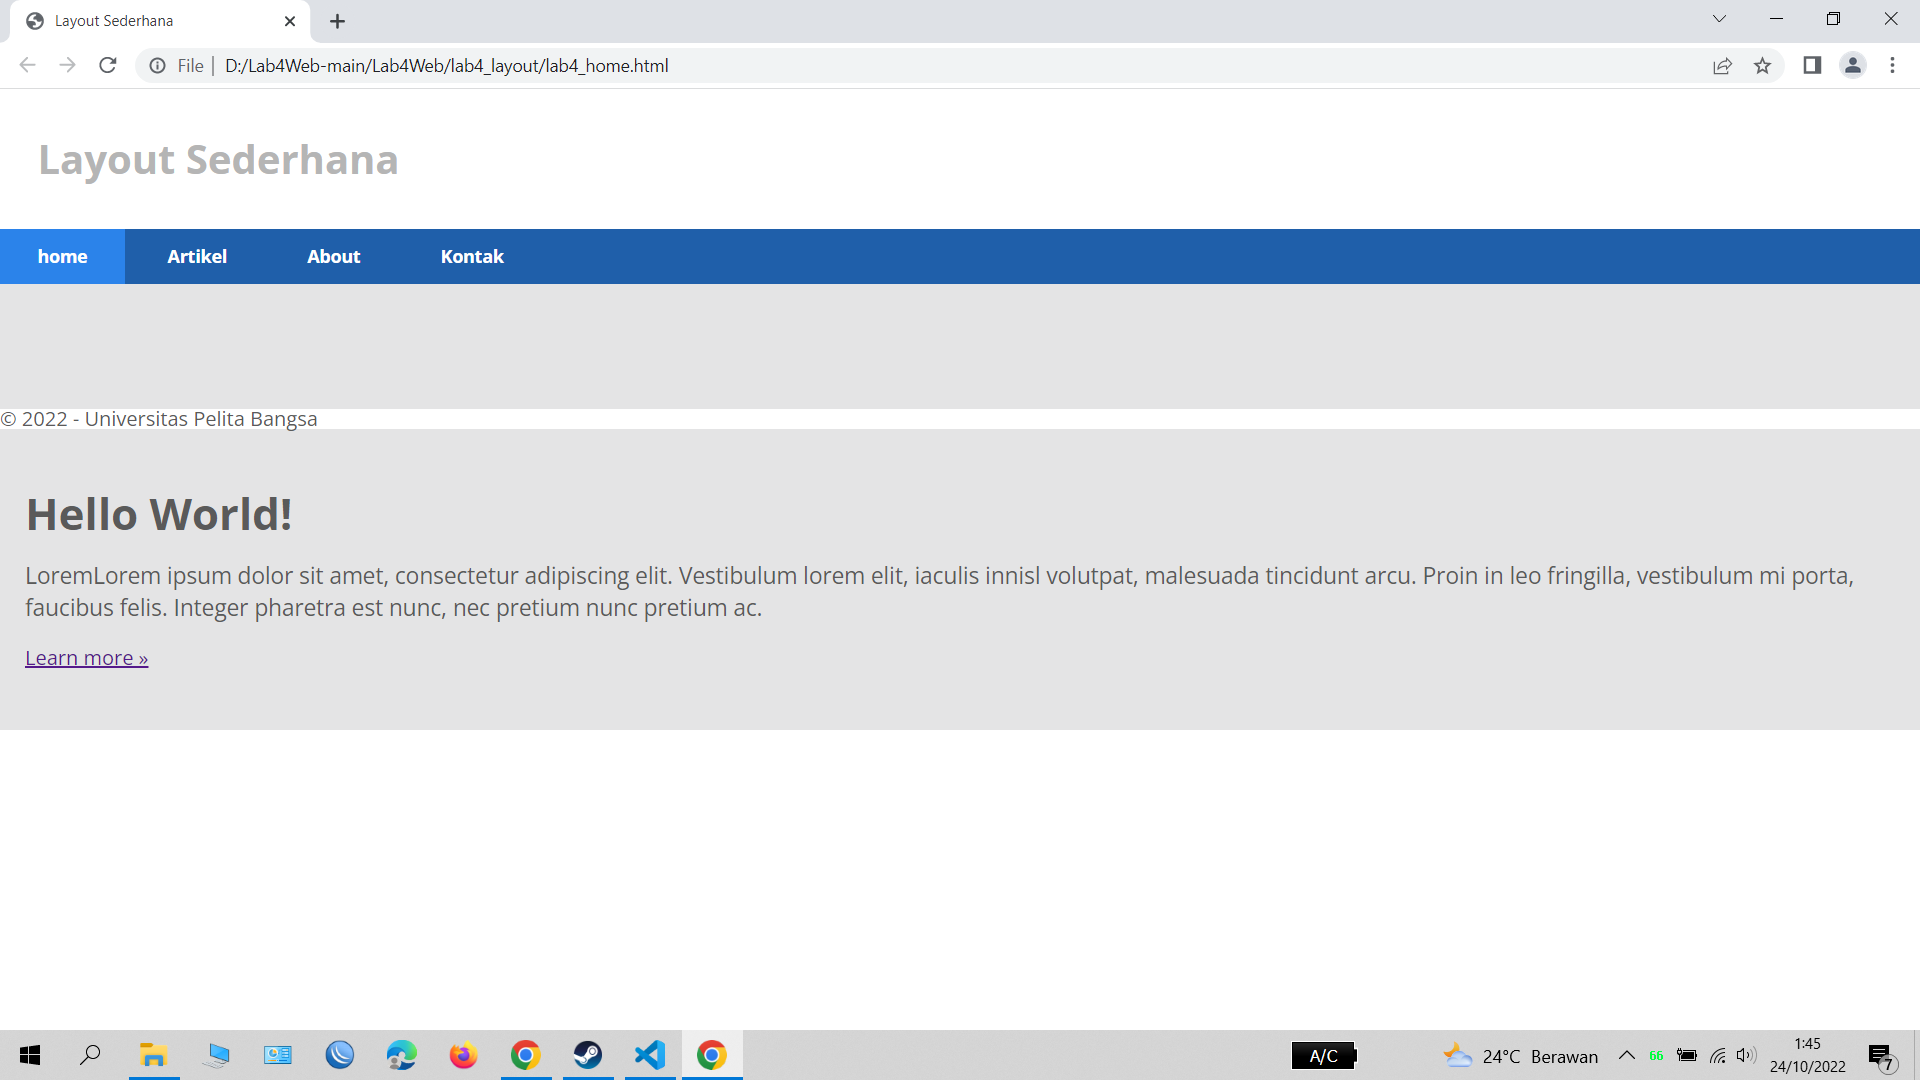 Layout Sederhana
File
D:/Lab4Web-main/Lab4Web/lab4_layout/lab4_home.html
Layout Sederhana
home
Artikel
About
Kontak
© 2022 - Universitas Pelita Bangsa
Hello World!
LoremLorem ipsum dolor sit amet, consectetur adipiscing elit. Vestibulum lorem elit, iaculis innisl volutpat, malesuada tincidunt arcu. Proin in leo fringilla, vestibulum mi porta,
faucibus felis. Integer pharetra est nunc, nec pretium nunc pretium ac.
Learn more »
A/C
24°C Berawan
66
1:45
24/10/2022
7